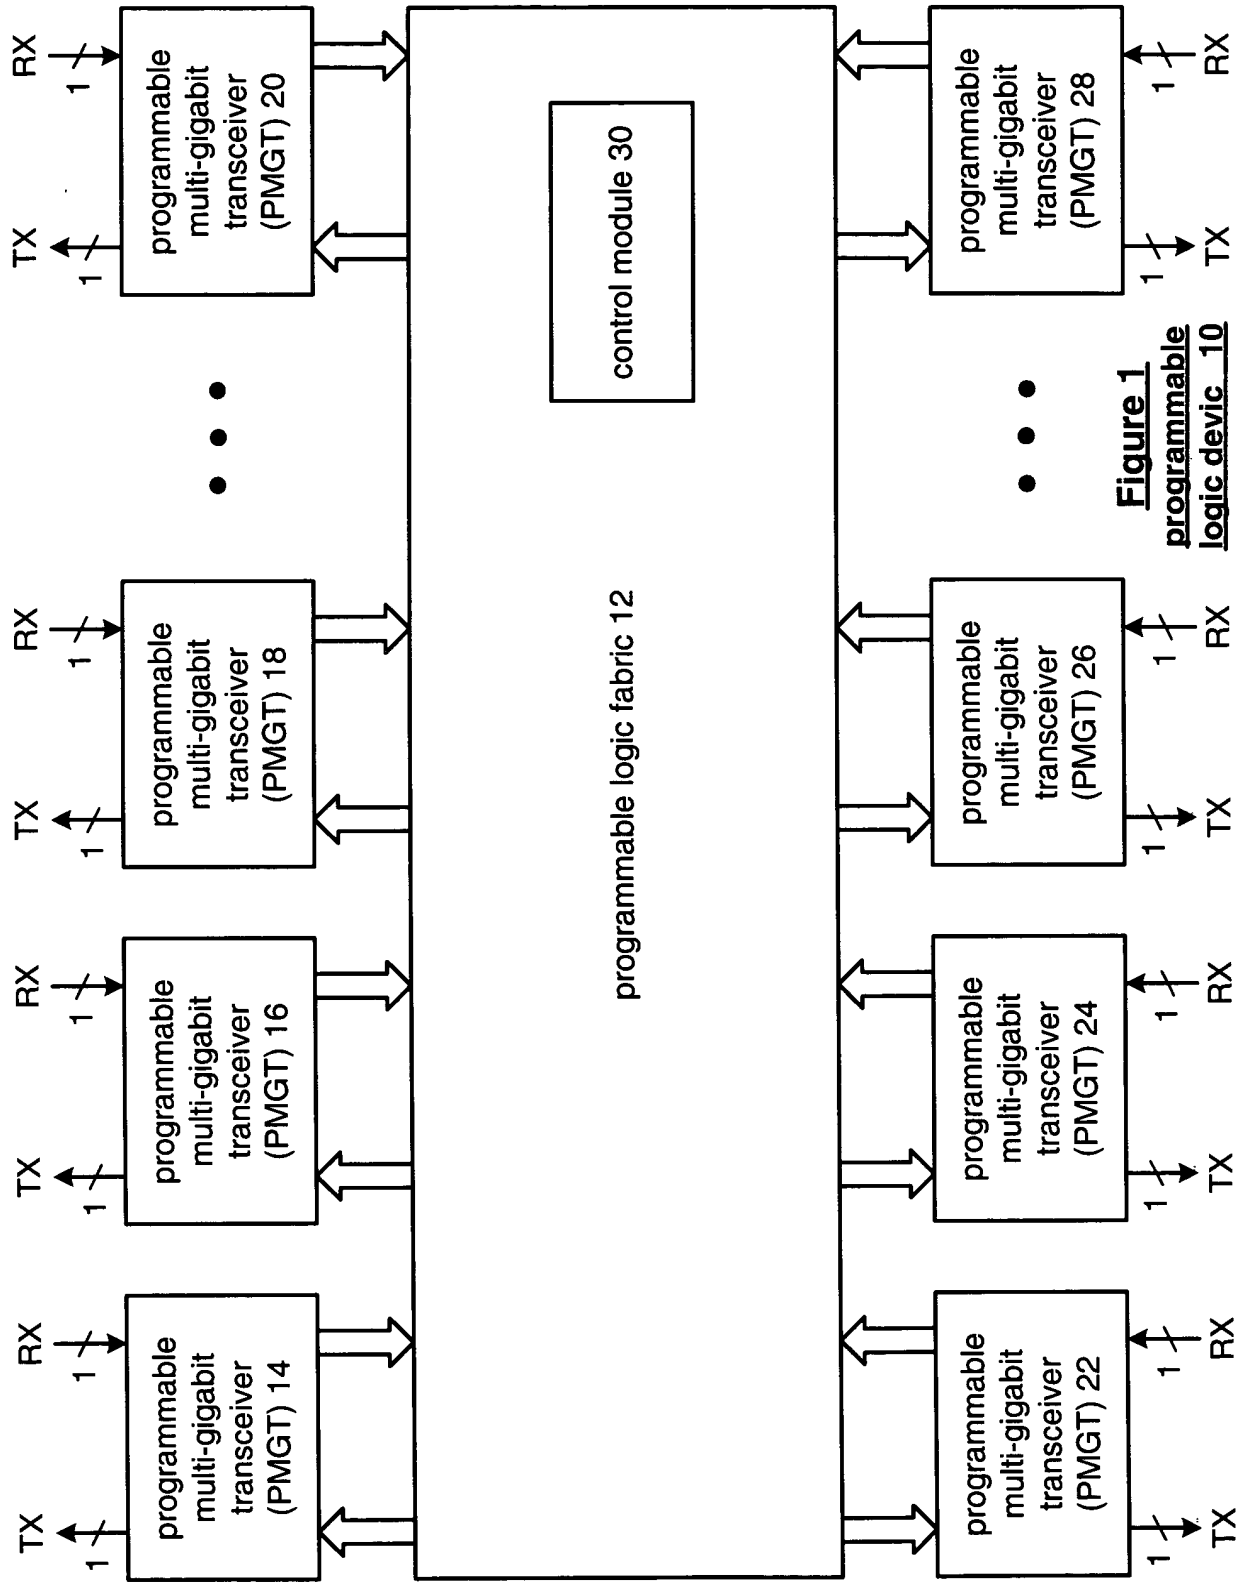 TX
RX
1
1
programmable
multi-gigabit
transceiver
(PMGT) 14
TX
RX
1
1
programmable
multi-gigabit
transceiver
(PMGT) 16
TX
RX
1
1
programmable
multi-gigabit
transceiver
(PMGT) 18
TX
RX
1
1
programmable
multi-gigabit
transceiver
(PMGT) 20
programmable logic fabric 12
control module 30
programmable
multi-gigabit
transceiver
(PMGT) 22
1
1
TX
RX
programmable
multi-gigabit
transceiver
(PMGT) 24
1
1
TX
RX
programmable
multi-gigabit
transceiver
(PMGT) 26
1
1
TX
RX
programmable
multi-gigabit
transceiver
(PMGT) 28
1
1
TX
RX
Figure 1
programmable
logic devic 10